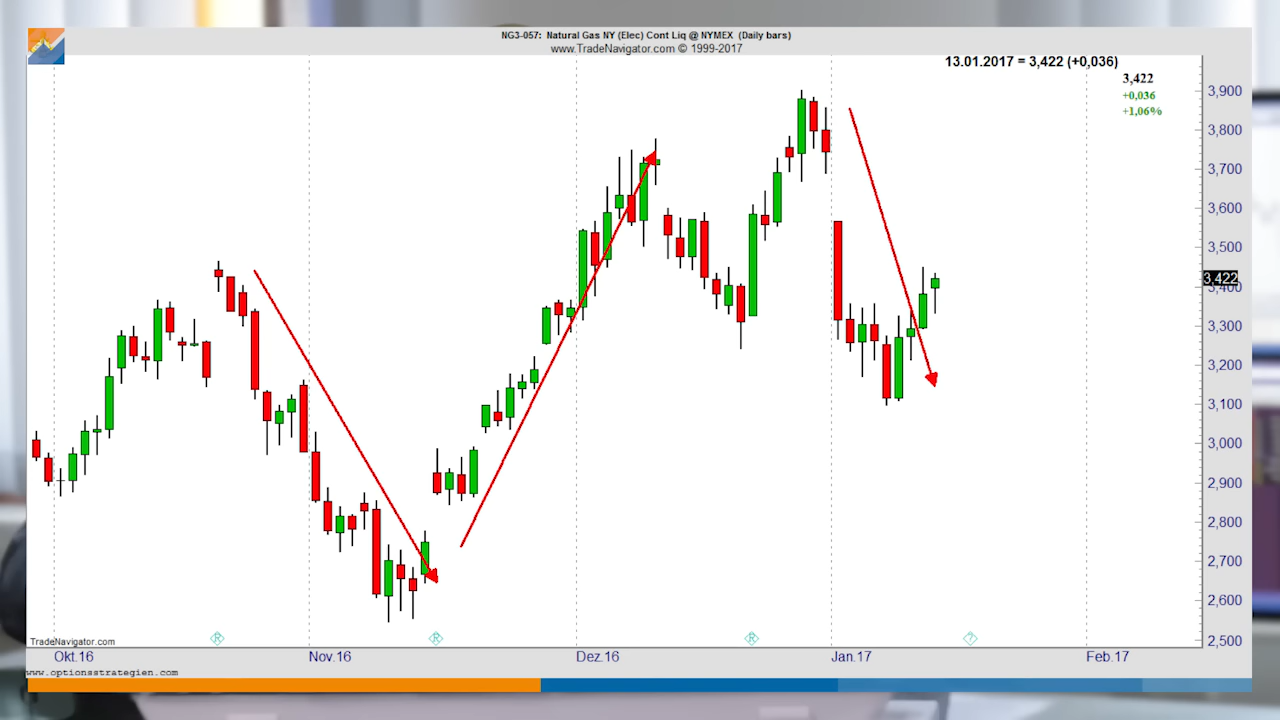 NG3-057: Natural Gas NY (Elec) Cont Liq @ NYMEX (Daily bars)
www.TradeNavigator.com © 1999-2017
13.01.2017 = 3,422 (+0,036)
3,422
+0,036
+1,06%
3,900
3,800
3,700
3,600
3,500
3,422
3,400
3,300
3,200
3,100
3,000
2,900
2,800
2,700
2,600
2,500
TradeNavigator.com
R
R
R
?
Okt.16
Nov.16
Dez.16
Jan.17
Feb.17
www.optionsstrategien.com